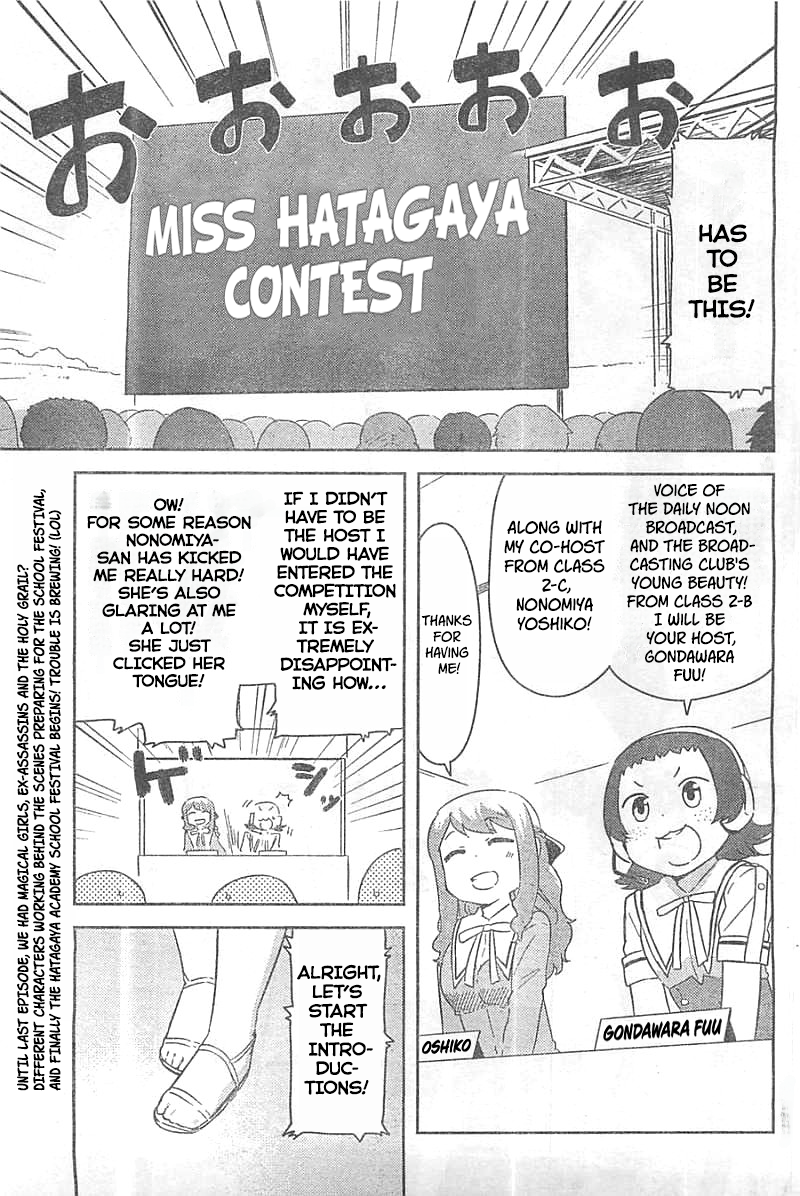 おおおおお
MISS HATAGAYA
CONTEST
HAS
TO
BE
THIS!
VOICE OF
THE DAILY NOON
BROADCAST,
AND THE BROAD-
CASTING CLUB'S
YOUNG BEAUTY!
FROM CLASS 2-B
I WILL
BE
YOUR HOST,
GONDAWARA
FUU!
ALONG WITH
MY CO-HOST
FROM CLASS
2-C,
NONOMIYA
YOSHIKO!
THANKS
FOR
HAVING
ME!
GONDAWARA FUU
OSHIKO
IF I DIDN'T
HAVE TO BE
THE HOST I
WOULD HAVE
ENTERED THE
COMPETITION
MYSELF,
IT IS EX-
TREMELY
DISAPPOINT-
ING HOW...
OW!
FOR SOME REASON
NONOMIYA-
SAN HAS KICKED
ME REALLY HARD!
SHE'S ALSO
GLARING AT ME
A LOT!
SHE JUST
CLICKED HER
TONGUE!
ゲシ
ALRIGHT,
LET'S
START
THE
INTRO-
DUC-
TIONS!
UNTIL LAST EPISODE, WE HAD MAGICAL GIRLS, EX-ASSASSINS AND THE HOLY GRAIL?
DIFFERENT CHARACTERS WORKING BEHIND THE SCENES PREPARING FOR THE SCHOOL FESTIVAL,
AND FINALLY THE HATAGAYA ACADEMY SCHOOL FESTIVAL BEGINS! TROUBLE IS BREWING! (LOL)